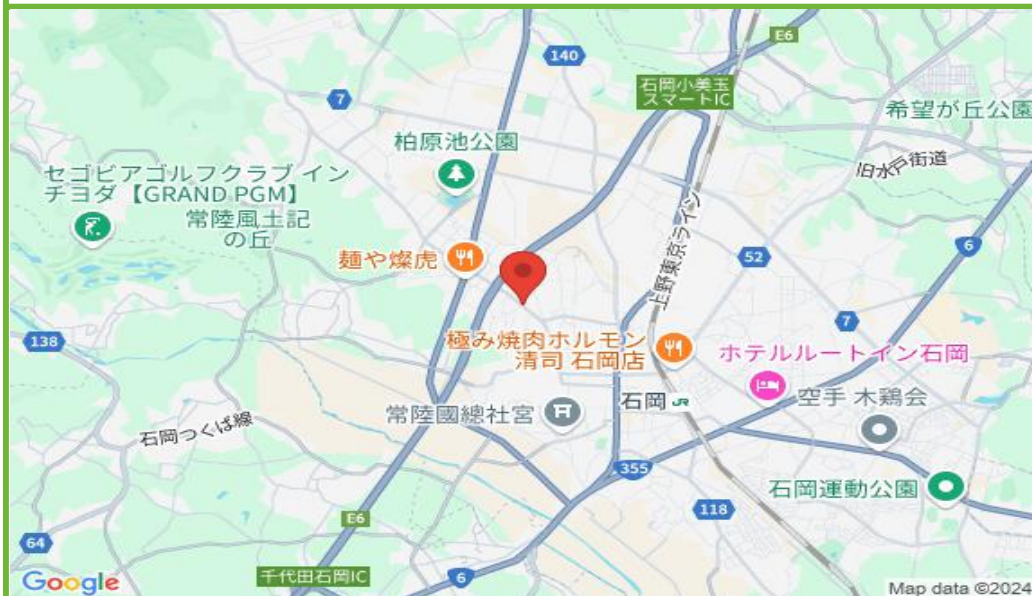 E6
140
石岡小美玉
スマートIC
7
希望が丘公園
柏原池公園
旧水戸街道
セゴビアゴルフクラブ イン
チヨダ【GRAND PGM】
常陸風土記
の丘
上野東京ライン
6
麺や燦虎
52
7
138
極み焼肉ホルモン
清司 石岡店
ホテルルートイン石岡
石岡 JR
空手 木鶏会
常陸國總社宮
石岡つくば線
355
石岡運動公園
118
E6
64
千代田石岡IC
6
Google
Map data ©2024